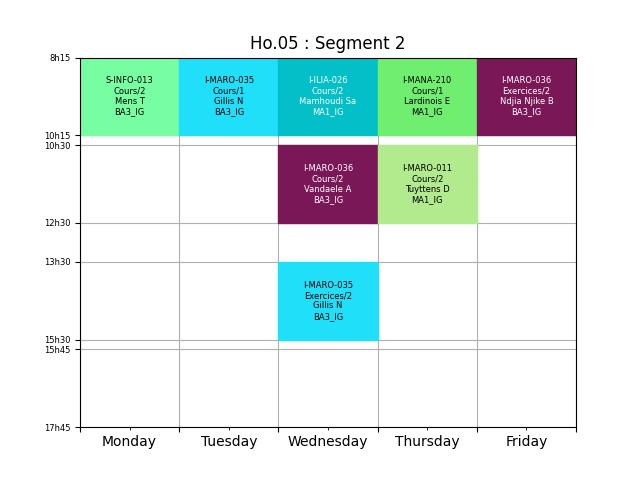 Ho.05 : Segment 2
8h15
S-INFO-013
Cours/2
Mens T
BA3_IG
I-MARO-035
Cours/1
Gillis N
BA3_IG
I-ILIA-026
Cours/2
Mamhoudi Sa
MA1_IG
I-MANA-210
Cours/1
Lardinois E
MA1_IG
I-MARO-036
Exercices/2
Ndjia Njike B
BA3_IG
10h15
10h30
I-MARO-036
Cours/2
Vandaele A
BA3_IG
I-MARO-011
Cours/2
Tuyttens D
MA1_IG
12h30
13h30
I-MARO-035
Exercices/2
Gillis N
BA3_IG
15h30
15h45
17h45
Monday
Tuesday
Wednesday
Thursday
Friday